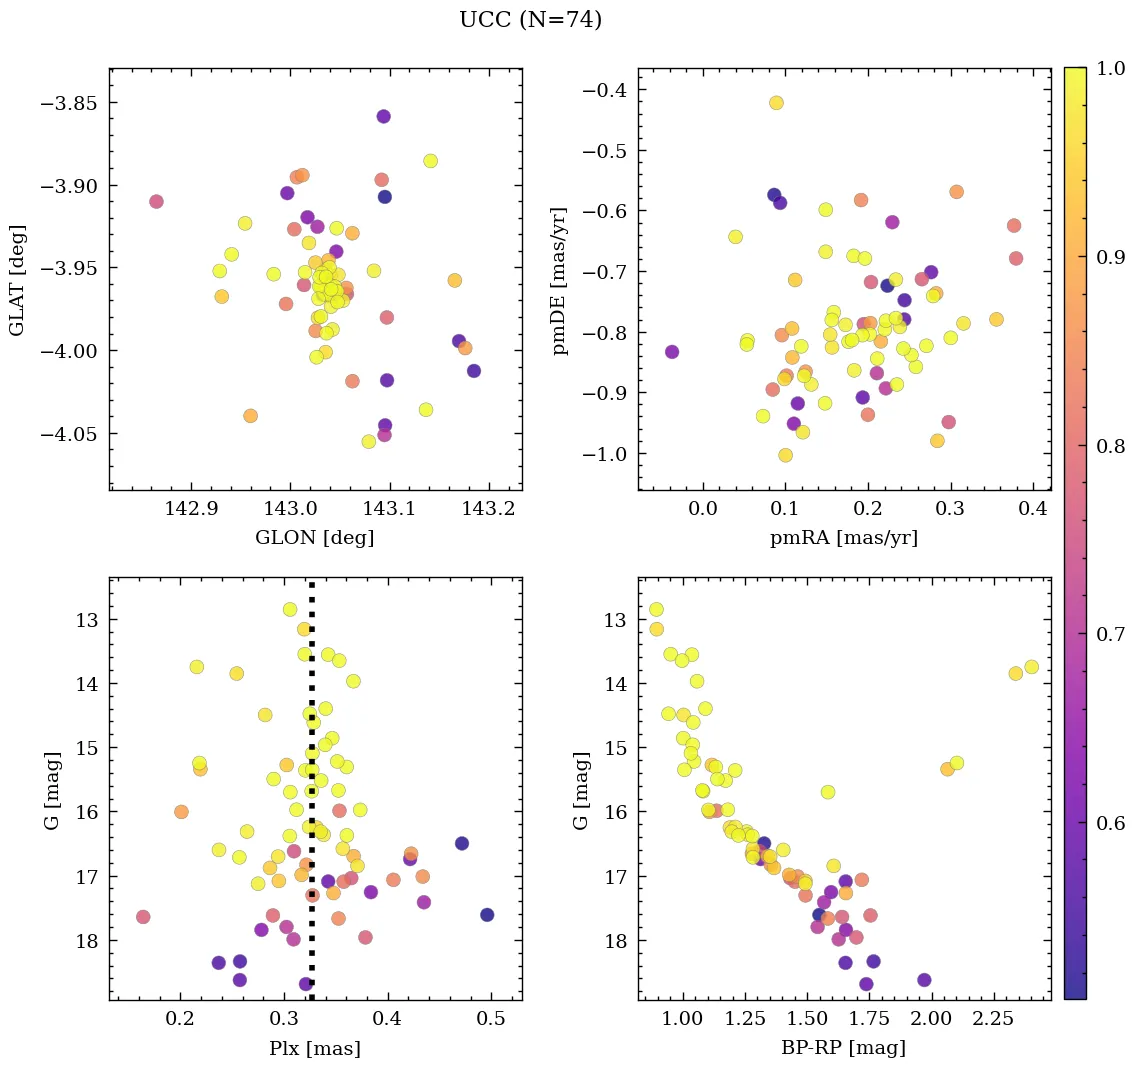 UCC (N=74)
−3.85
−3.90
−3.95
−4.00
−4.05
GLAT [deg]
142.9 143.0 143.1 143.2
GLON [deg]
−0.4
−0.5
−0.6
−0.7
−0.8
−0.9
−1.0
pmDE [mas/yr]
0.0 0.1 0.2 0.3 0.4
pmRA [mas/yr]
1.0
0.9
0.8
0.7
0.6
13
14
15
16
17
18
G [mag]
0.2 0.3 0.4 0.5
Plx [mas]
13
14
15
16
17
18
G [mag]
1.00 1.25 1.50 1.75 2.00 2.25
BP-RP [mag]